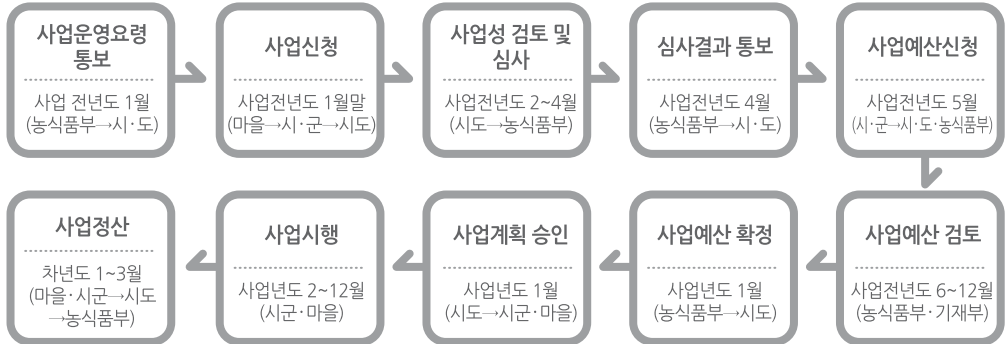 사업운영요령
통보
사업 전년도 1월
(농식품부→시·도)
사업신청
사업전년도 1월말
(마을→시·군→시도)
사업성 검토 및
심사
사업전년도 2~4월
(시도→농식품부)
심사결과 통보
사업전년도 4월
(농식품부→시·도)
사업예산신청
사업전년도 5월
(시·군→시·도·농식품부)
사업예산 검토
사업전년도 6~12월
(농식품부·기재부)
사업예산 확정
사업년도 1월
(농식품부→시도)
사업계획 승인
사업년도 1월
(시도→시군·마을)
사업시행
사업년도 2~12월
(시군·마을)
사업정산
차년도 1~3월
(마을·시군→시도
→농식품부)